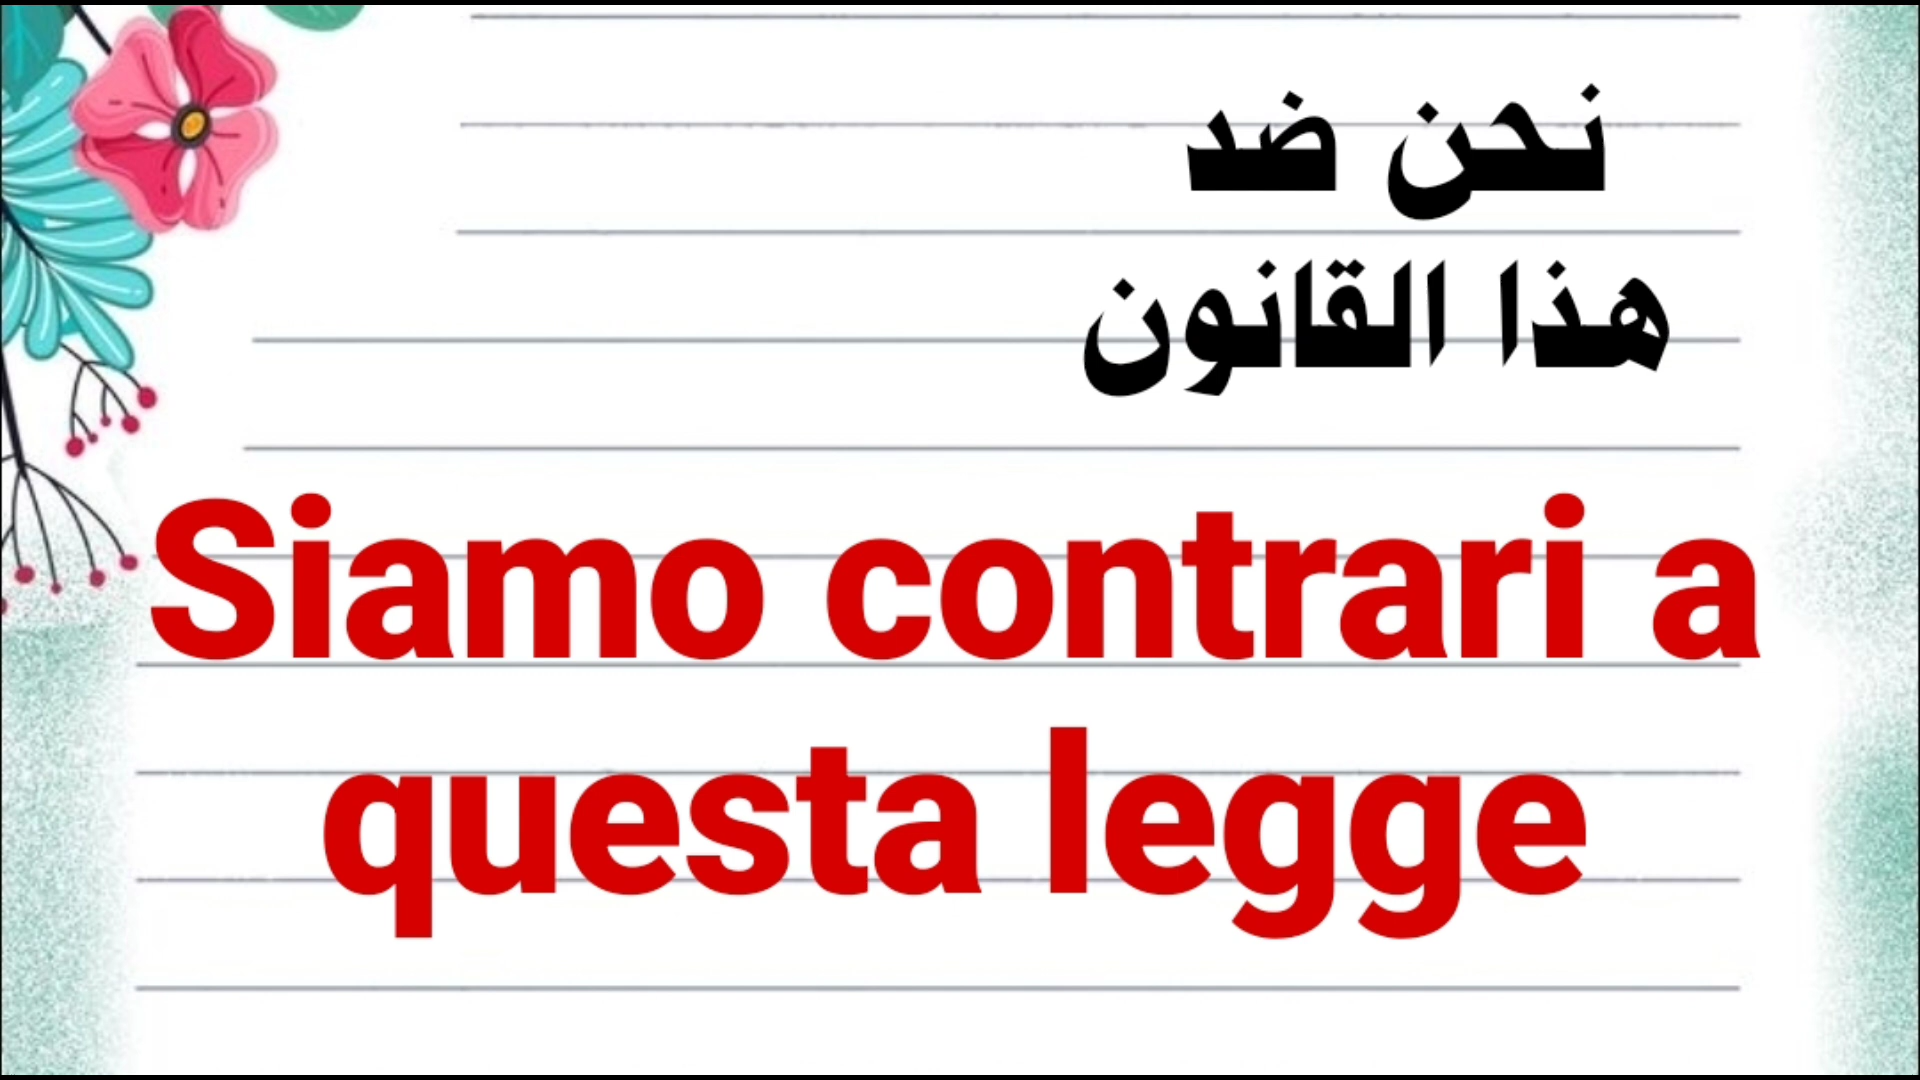 نحن ضد
هذا القانون
Siamo contrari a
questa legge